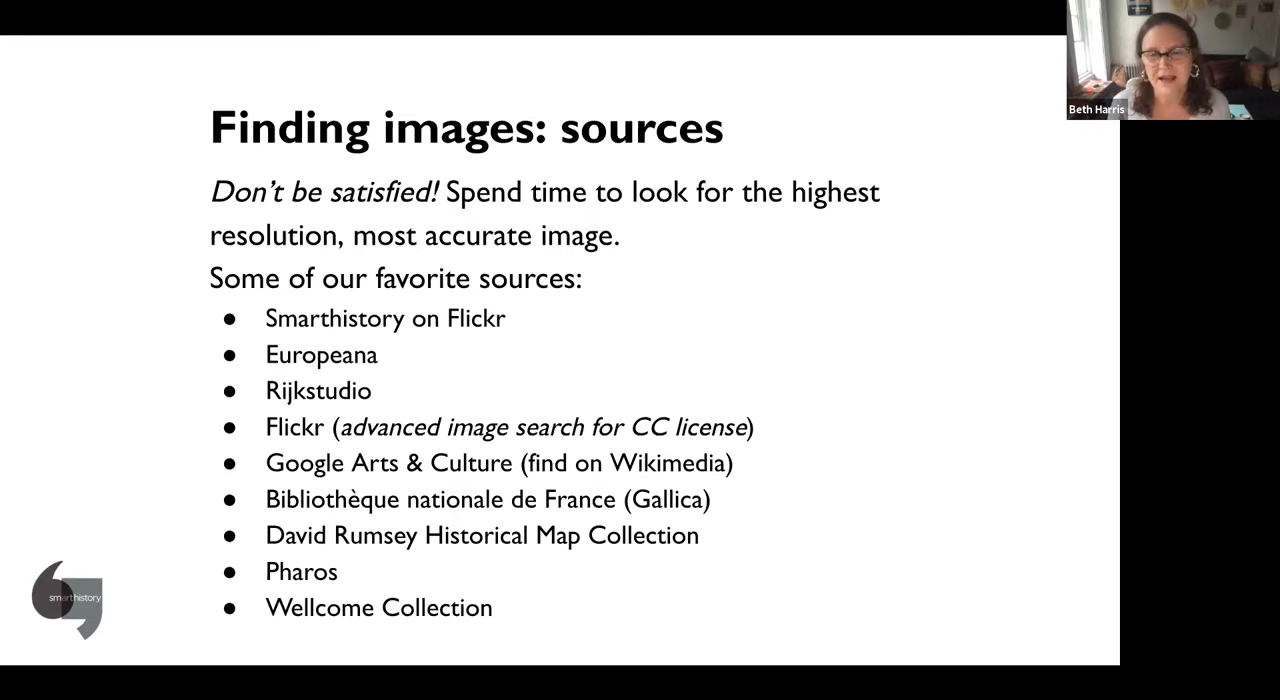 Beth Harris
Finding images: sources
Don't be satisfied! Spend time to look for the highest
resolution, most accurate image.
Some of our favorite sources:
● Smarthistory on Flickr
● Europeana
● Rijkstudio
● Flickr (advanced image search for CC license)
● Google Arts & Culture (find on Wikimedia)
● Bibliothèque nationale de France (Gallica)
● David Rumsey Historical Map Collection
● Pharos
● Wellcome Collection
smarthistory